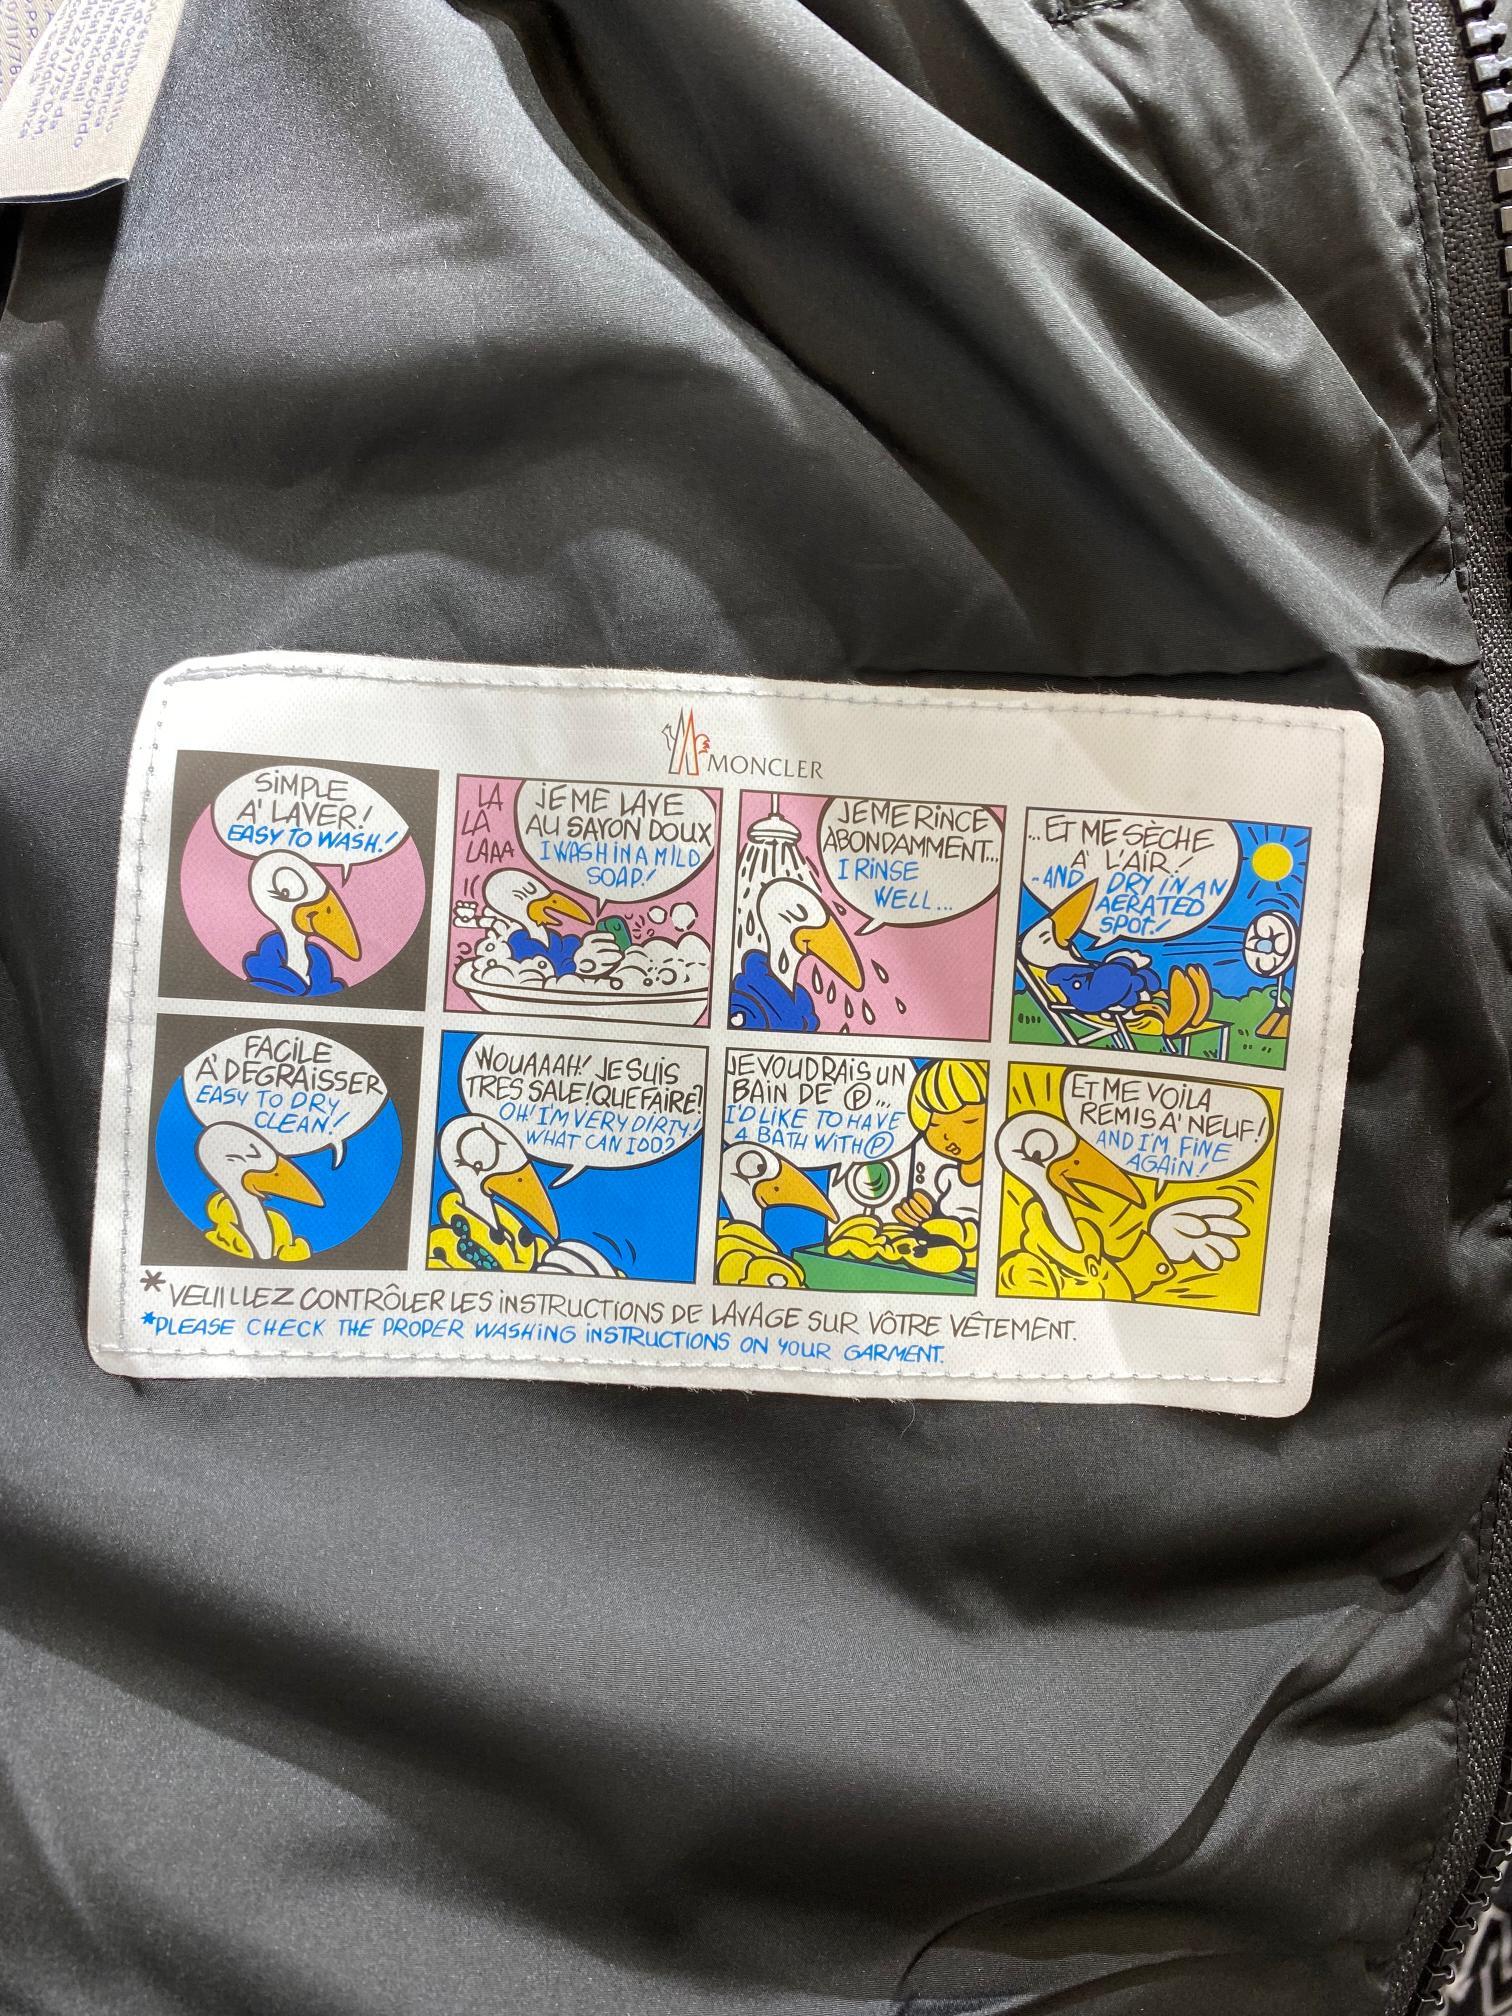 MONCLER
SiMPLE
A' LAVER!
EASY TO WASH!
LA
LA
LAAA
JE ME LAVE
AU SAVON DOUX
I WASH IN A MILD
SOAP!
JE ME RiNCE
ABONDAMMENT...
I RiNSE
WELL...
...ET ME SÈCHE
A' L'AIR!
..AND DRY IN AN
AERATED
SPOT!
FACILE
A' DEGRAISSER
EASY TO DRY
CLEAN!
WOUAAAH! JE SUIS
TRES SALE! QUE FAIRE?
OH! I'M VERY DIRTY!
WHAT CAN I DO?
JE VOUDRAIS UN
BAIN DE Ⓟ...
I'D LIKE TO HAVE
A BATH WiTH Ⓟ
ET ME VOILA
REMIS A' NEUF!
AND I'M FINE
AGAiN!
*VEUILLEZ CONTRÔLER LES iNSTRUCTIONS DE LAVAGE SUR VÔTRE VÊTEMENT.
*PLEASE CHECK THE PROPER WASHiNG iNSTRUCTIONS ON YOUR GARMENT.